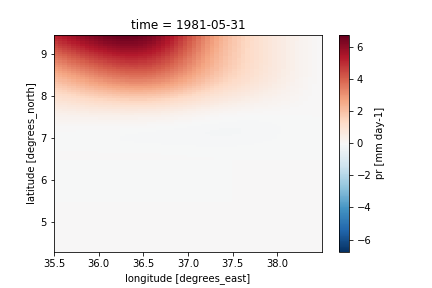 time = 1981-05-31
9
8
7
6
5
latitude [degrees_north]
35.5 36.0 36.5 37.0 37.5 38.0
longitude [degrees_east]
6
4
2
0
−2
−4
−6
pr [mm day-1]